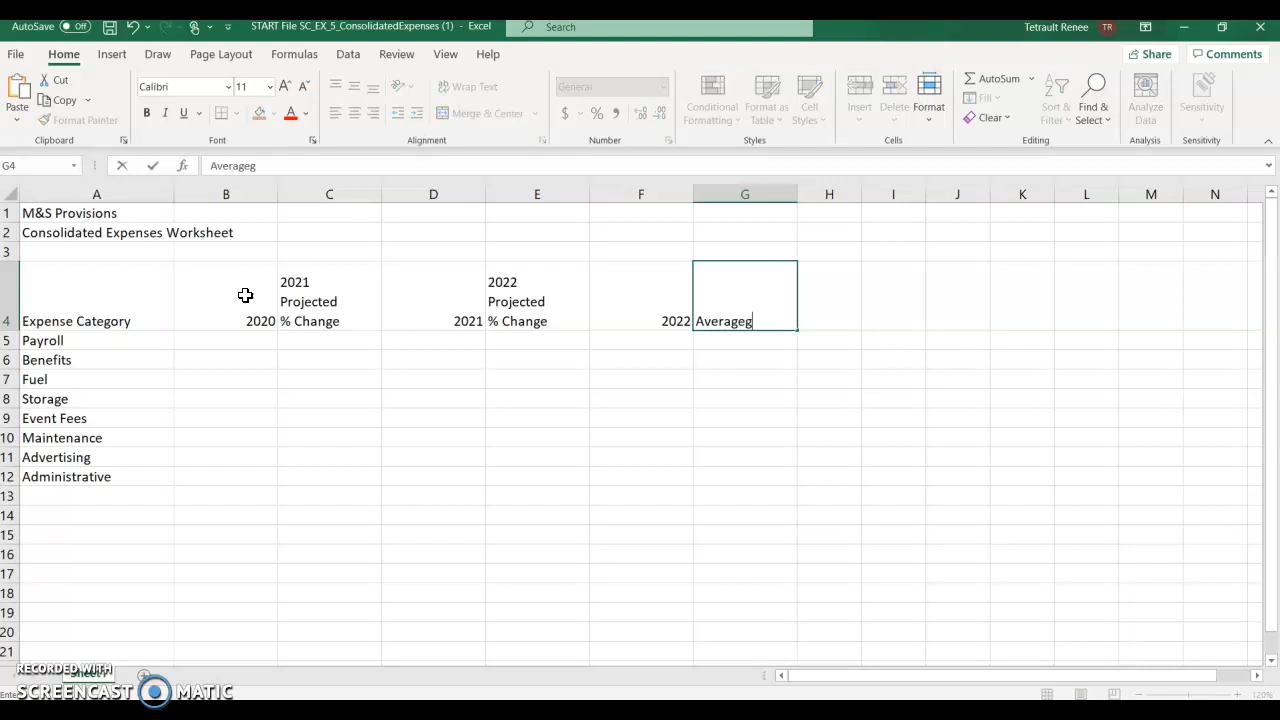 AutoSave Off START File SC_EX_5_ConsolidatedExpenses (1) - Excel Search Tetrault Renee TR
File Home Insert Draw Page Layout Formulas Data Review View Help Share Comments
Paste Cut Copy Format Painter
Calibri 11
B I U
Wrap Text
Merge & Center
General
$ % ,
Conditional Formatting Format as Table Cell Styles
Insert Delete Format
AutoSum Fill Clear
Sort & Filter Find & Select
Analyze Data
Sensitivity
Clipboard Font Alignment Number Styles Cells Editing Analysis Sensitivity
G4 fx Averageg
A B C D E F G H I J K L M N
1 M&S Provisions
2 Consolidated Expenses Worksheet
3
4 Expense Category 2020 2021 Projected % Change 2021 2022 Projected % Change 2022 Averageg
5 Payroll
6 Benefits
7 Fuel
8 Storage
9 Event Fees
10 Maintenance
11 Advertising
12 Administrative
13
14
15
16
17
18
19
20
21
RECORDED WITH
SCREENCAST MATIC
Enter
120%